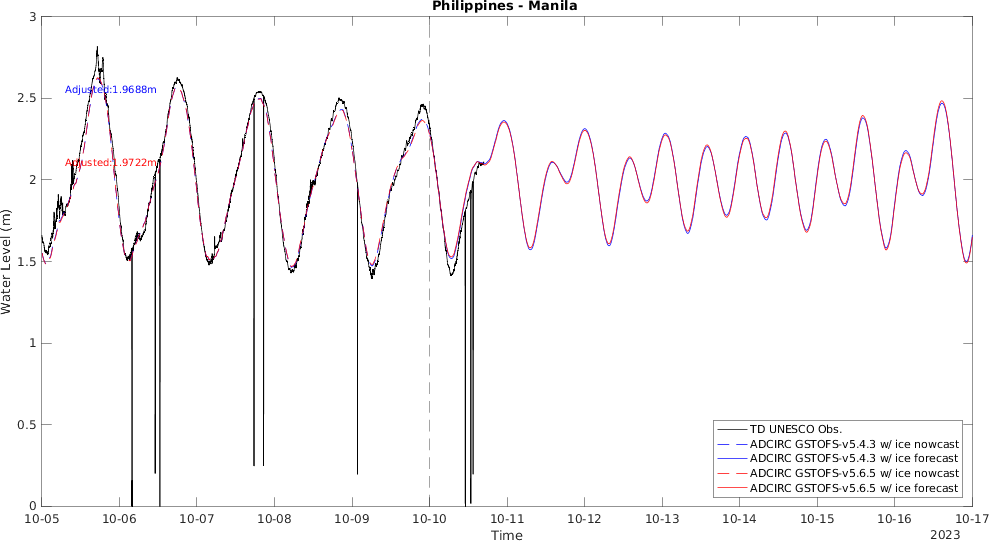 Philippines - Manila
Water Level (m)
3
2.5
2
1.5
1
0.5
0
Adjusted:1.9688m
Adjusted:1.9722m
TD UNESCO Obs.
ADCIRC GSTOFS-v5.4.3 w/ ice nowcast
ADCIRC GSTOFS-v5.4.3 w/ ice forecast
ADCIRC GSTOFS-v5.6.5 w/ ice nowcast
ADCIRC GSTOFS-v5.6.5 w/ ice forecast
10-05 10-06 10-07 10-08 10-09 10-10 10-11 10-12 10-13 10-14 10-15 10-16 10-17
Time
2023